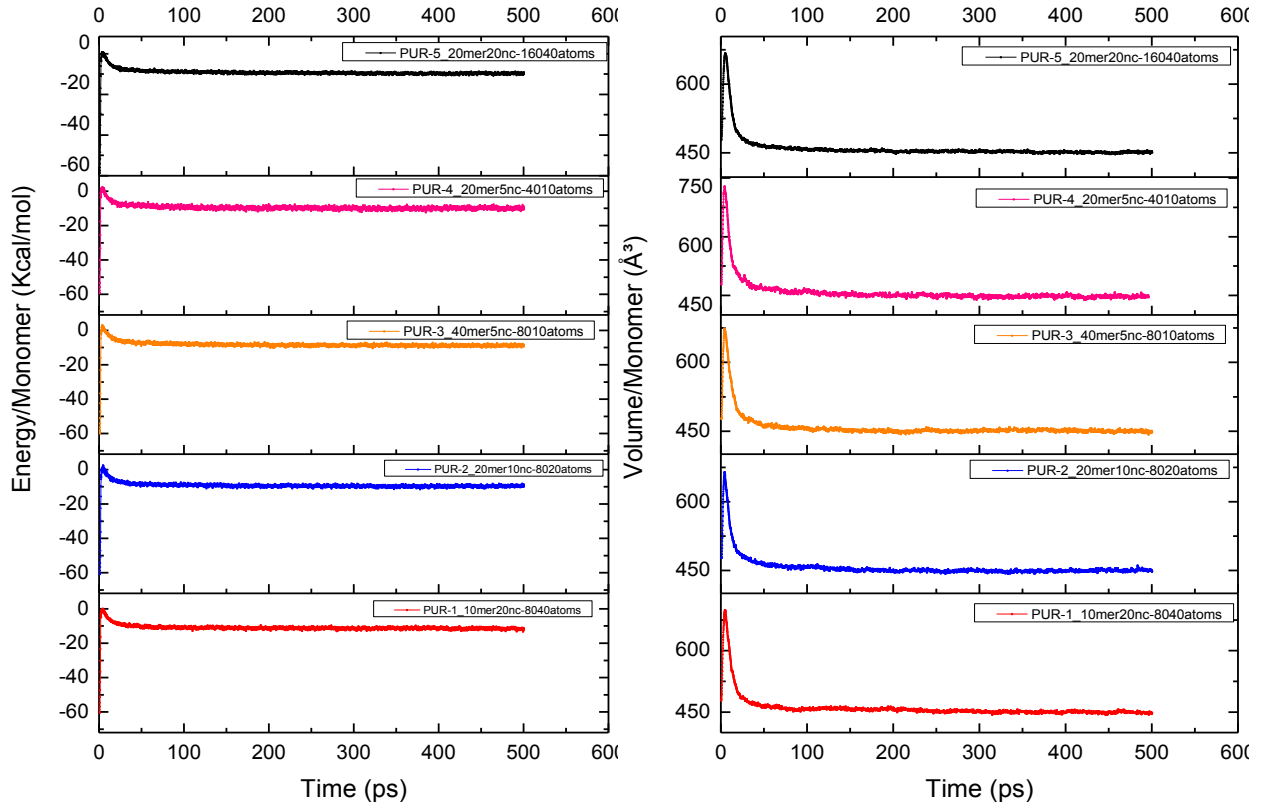 0 100 200 300 400 500 600
0 100 200 300 400 500 600
Energy/Monomer (Kcal/mol)
0
-20
-40
-60
PUR-5_20mer20nc-16040atoms
0
-20
-40
-60
PUR-4_20mer5nc-4010atoms
0
-20
-40
-60
PUR-3_40mer5nc-8010atoms
0
-20
-40
-60
PUR-2_20mer10nc-8020atoms
0
-20
-40
-60
PUR-1_10mer20nc-8040atoms
0 100 200 300 400 500 600
Time (ps)
Volume/Monomer (Å³)
600
450
PUR-5_20mer20nc-16040atoms
750
600
450
PUR-4_20mer5nc-4010atoms
600
450
PUR-3_40mer5nc-8010atoms
600
450
PUR-2_20mer10nc-8020atoms
600
450
PUR-1_10mer20nc-8040atoms
0 100 200 300 400 500 600
Time (ps)